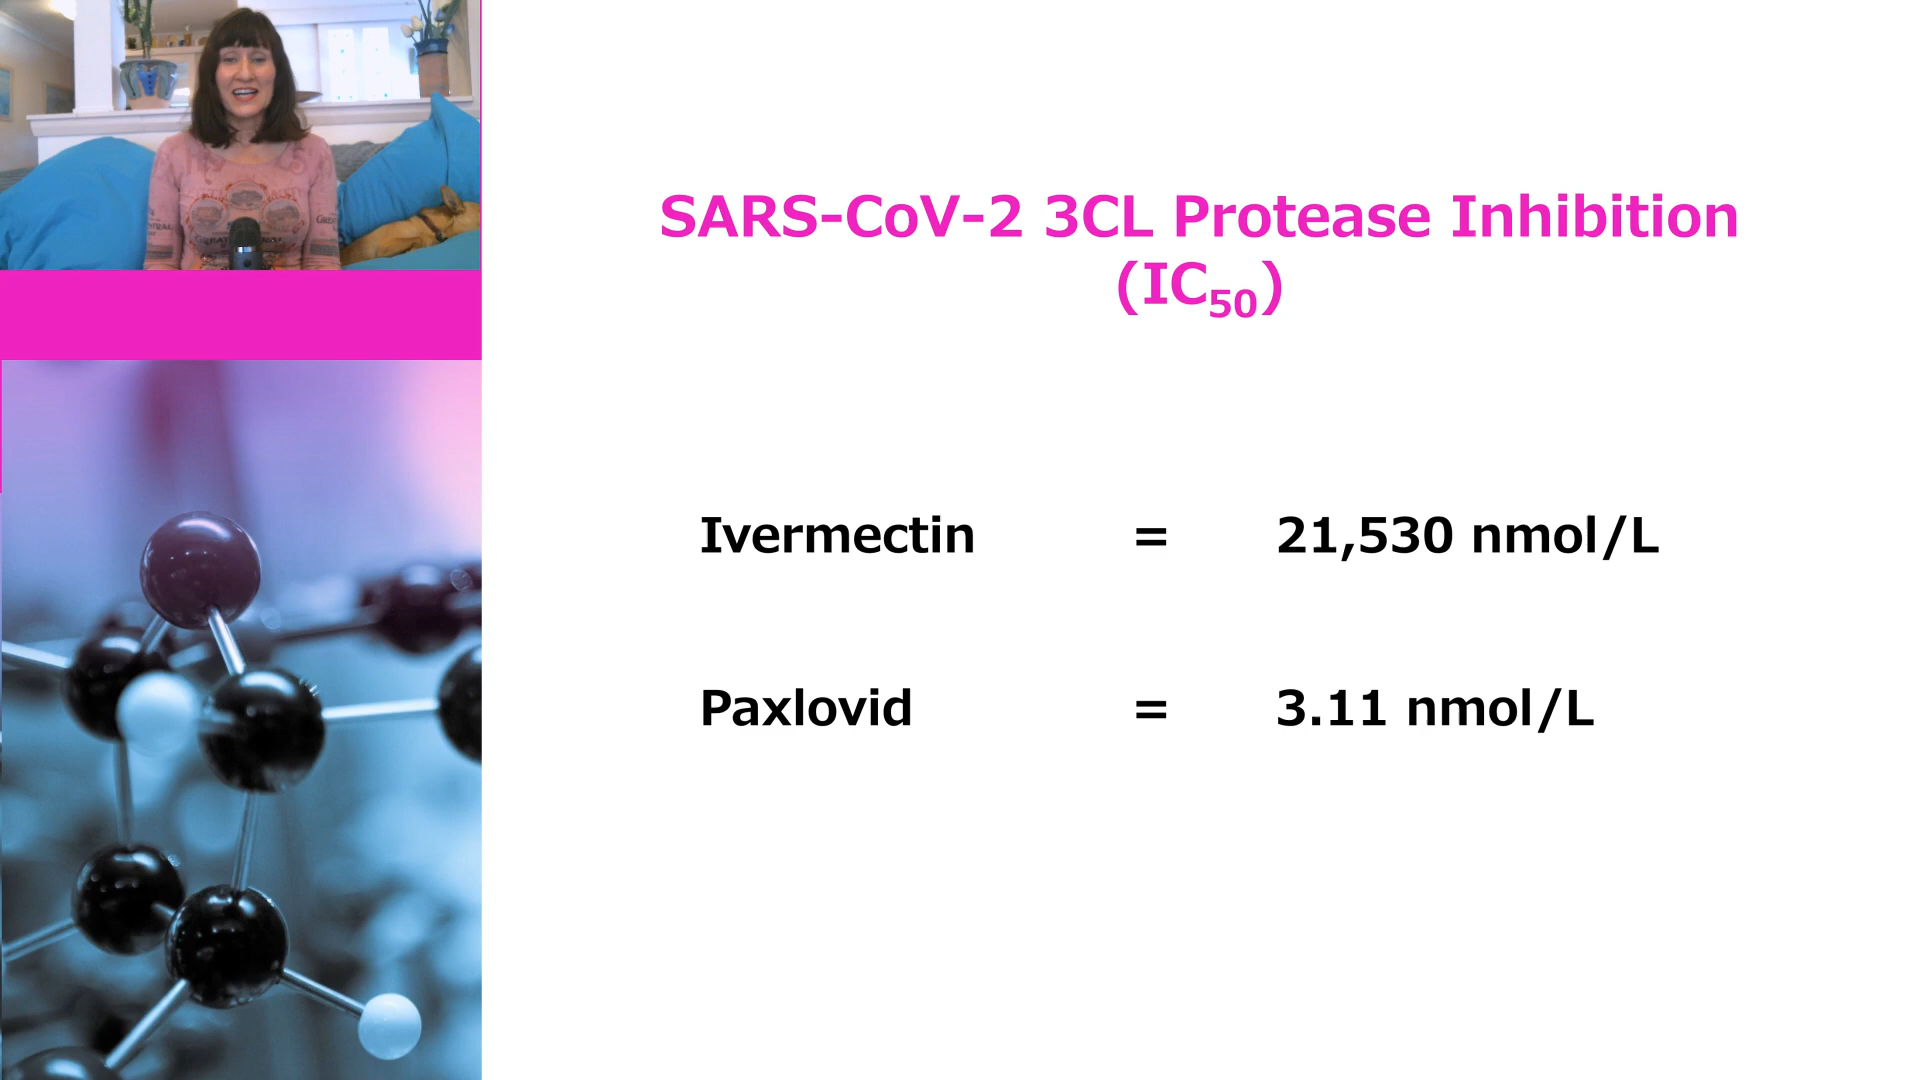 SARS-CoV-2 3CL Protease Inhibition
(IC₅₀)
Ivermectin = 21,530 nmol/L
Paxlovid = 3.11 nmol/L